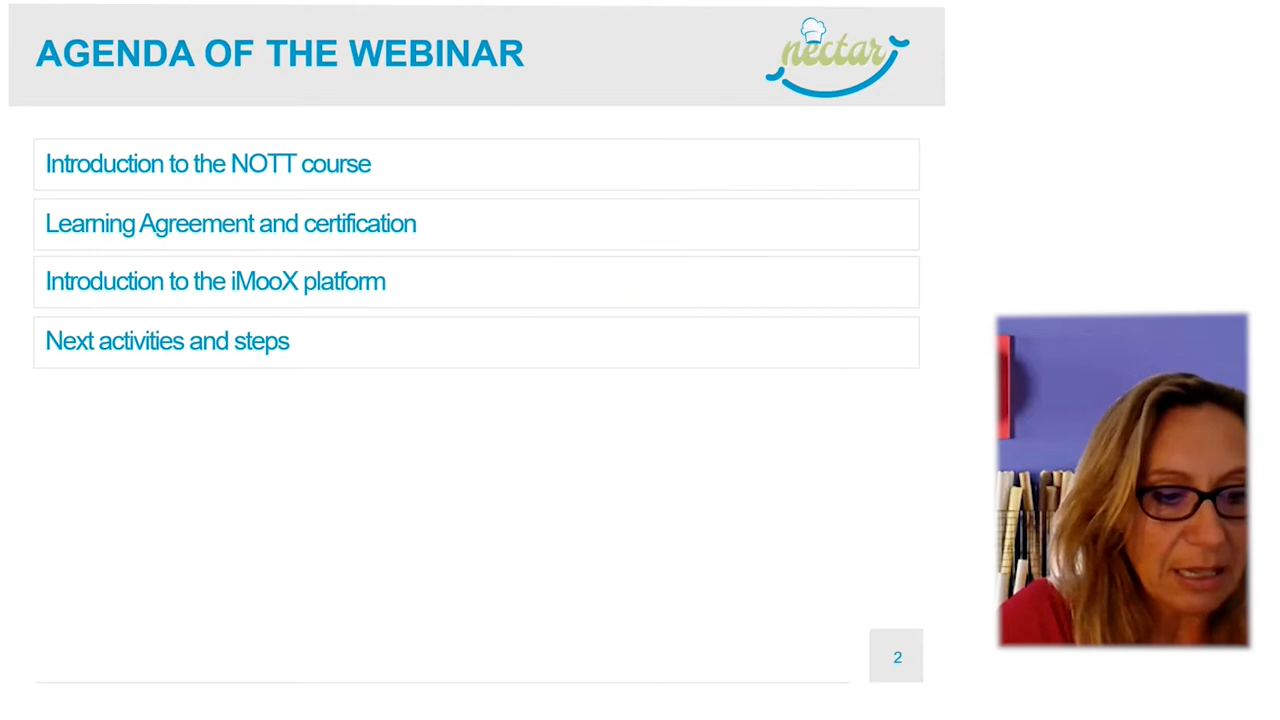 AGENDA OF THE WEBINAR
nectar
Introduction to the NOTT course
Learning Agreement and certification
Introduction to the iMooX platform
Next activities and steps
2